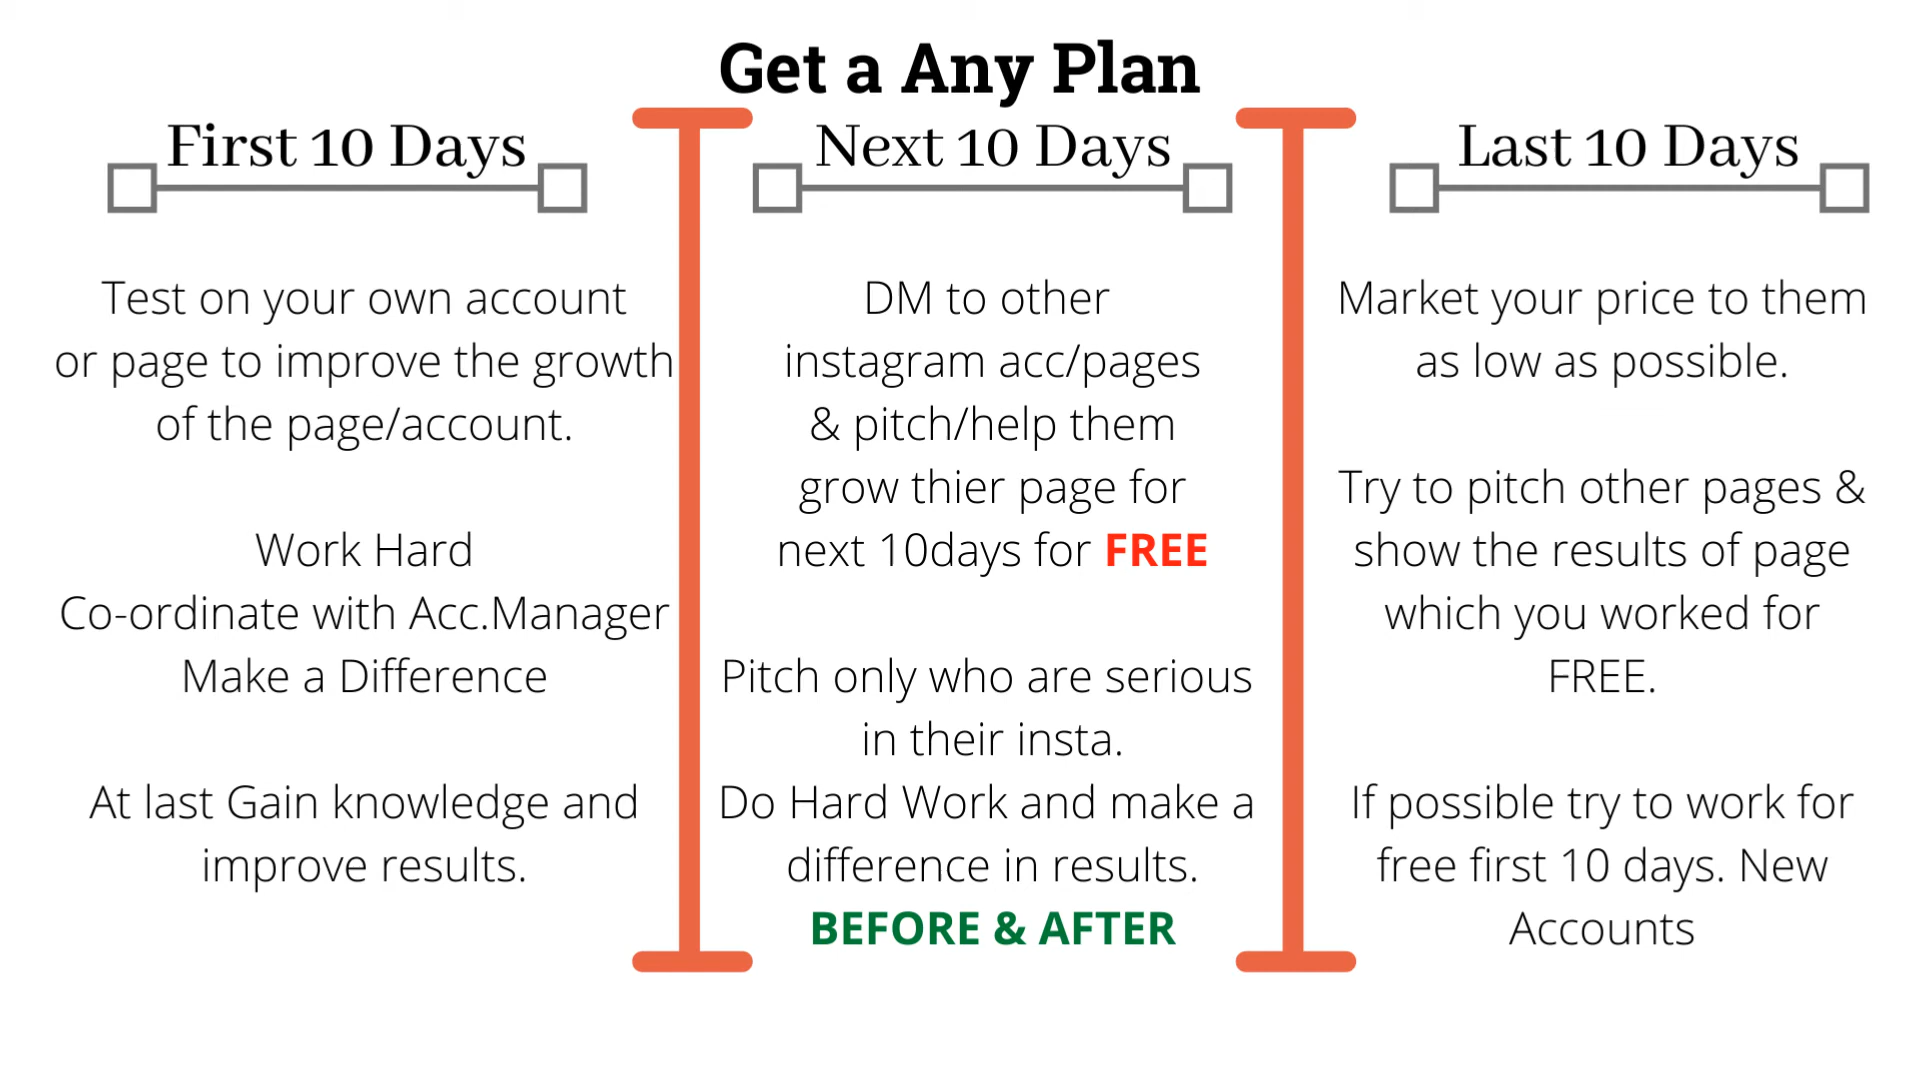 Get a Any Plan
First 10 Days
Test on your own account
or page to improve the growth
of the page/account.
Work Hard
Co-ordinate with Acc.Manager
Make a Difference
At last Gain knowledge and
improve results.
Next 10 Days
DM to other
instagram acc/pages
& pitch/help them
grow thier page for
next 10days for FREE
Pitch only who are serious
in their insta.
Do Hard Work and make a
difference in results.
BEFORE & AFTER
Last 10 Days
Market your price to them
as low as possible.
Try to pitch other pages &
show the results of page
which you worked for
FREE.
If possible try to work for
free first 10 days. New
Accounts